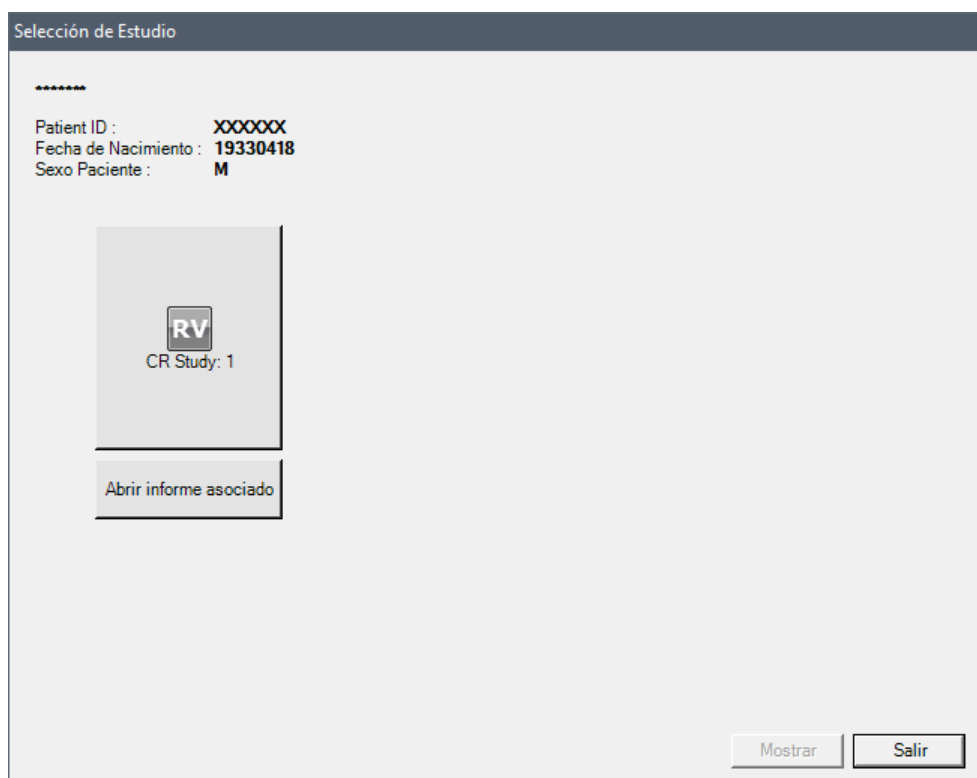 Selección de Estudio
*******
Patient ID : XXXXXX
Fecha de Nacimiento : 19330418
Sexo Paciente : M
RV
CR Study: 1
Abrir informe asociado
Mostrar Salir